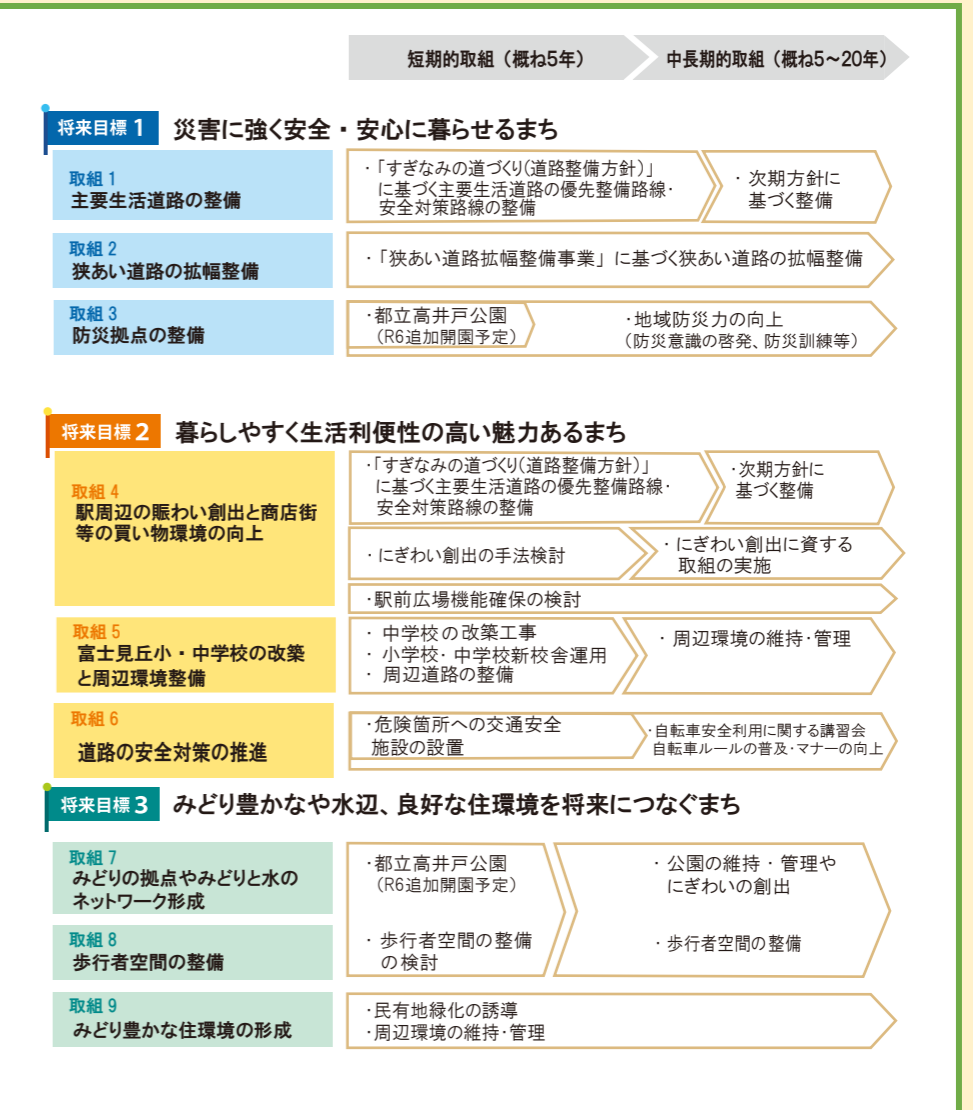 短期的取組（概ね5年）
中長期的取組（概ね5～20年）
将来目標 1 災害に強く安全・安心に暮らせるまち
取組 1
主要生活道路の整備
・「すぎなみの道づくり(道路整備方針)」
に基づく主要生活道路の優先整備路線・
安全対策路線の整備
・次期方針に
基づく整備
取組 2
狭あい道路の拡幅整備
・「狭あい道路拡幅整備事業」に基づく狭あい道路の拡幅整備
取組 3
防災拠点の整備
・都立高井戸公園
（R6追加開園予定）
・地域防災力の向上
（防災意識の啓発、防災訓練等）
将来目標 2 暮らしやすく生活利便性の高い魅力あるまち
取組 4
駅周辺の賑わい創出と商店街
等の買い物環境の向上
・「すぎなみの道づくり(道路整備方針)」
に基づく主要生活道路の優先整備路線・
安全対策路線の整備
・次期方針に
基づく整備
・にぎわい創出の手法検討
・にぎわい創出に資する
取組の実施
・駅前広場機能確保の検討
取組 5
富士見丘小・中学校の改築
と周辺環境整備
・中学校の改築工事
・小学校・中学校新校舎運用
・周辺道路の整備
・周辺環境の維持・管理
取組 6
道路の安全対策の推進
・危険箇所への交通安全
施設の設置
・自転車安全利用に関する講習会
自転車ルールの普及・マナーの向上
将来目標 3 みどり豊かなや水辺、良好な住環境を将来につなぐまち
取組 7
みどりの拠点やみどりと水の
ネットワーク形成
・都立高井戸公園
（R6追加開園予定）
・公園の維持・管理や
にぎわいの創出
取組 8
歩行者空間の整備
・歩行者空間の整備
の検討
・歩行者空間の整備
取組 9
みどり豊かな住環境の形成
・民有地緑化の誘導
・周辺環境の維持・管理